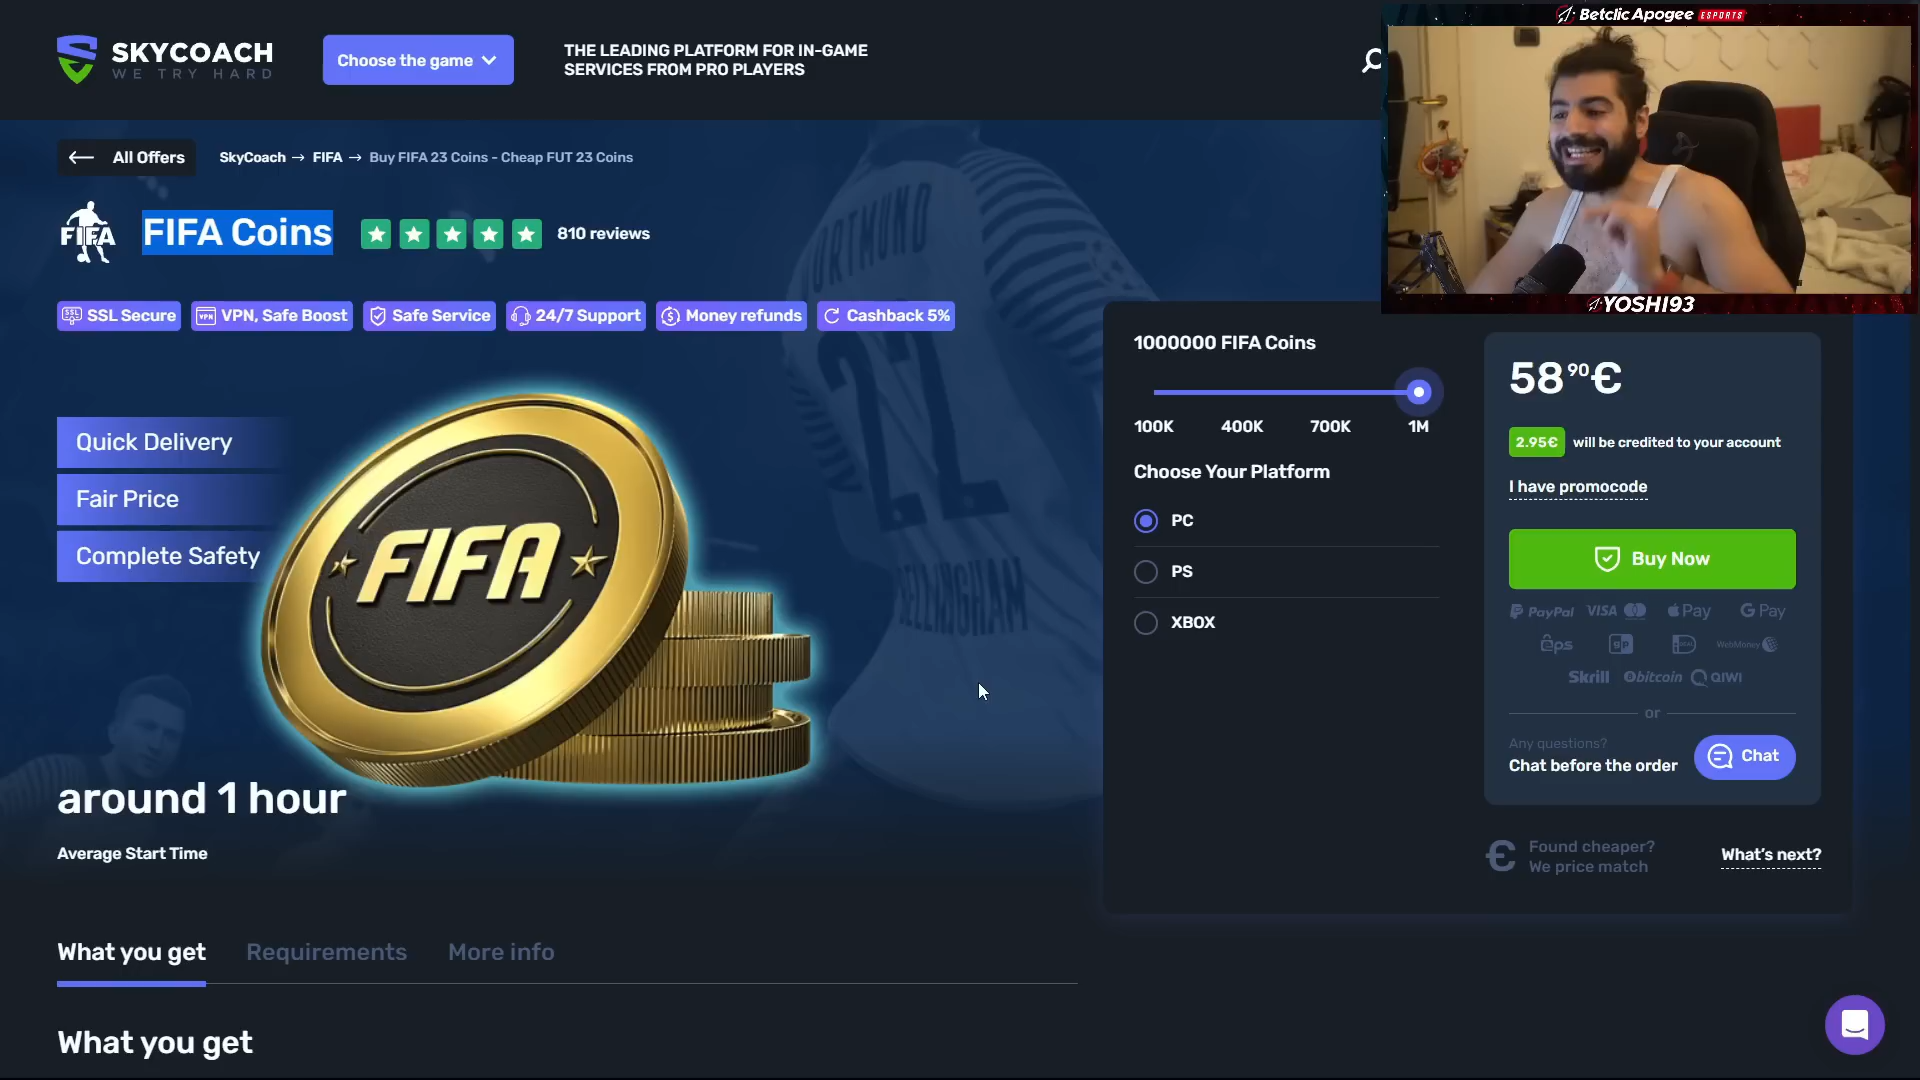 SKYCOACH
WE TRY HARD
Choose the game
THE LEADING PLATFORM FOR IN-GAME
SERVICES FROM PRO PLAYERS
Betclic Apogee ESPORTS
YOSHI93
All Offers
SkyCoach → FIFA → Buy FIFA 23 Coins - Cheap FUT 23 Coins
FIFA
FIFA Coins
810 reviews
SSL Secure
VPN, Safe Boost
Safe Service
24/7 Support
Money refunds
Cashback 5%
Quick Delivery
Fair Price
Complete Safety
FIFA
DORTMUND
22
BELLINGHAM
around 1 hour
Average Start Time
1000000 FIFA Coins
100K 400K 700K 1M
Choose Your Platform
PC
PS
XBOX
58 90 €
2.95€ will be credited to your account
I have promocode
Buy Now
PayPal VISA Pay G Pay
eps gp iD WebMoney
Skrill bitcoin QIWI
or
Any questions?
Chat before the order
Chat
€ Found cheaper?
We price match
What's next?
What you get Requirements More info
What you get